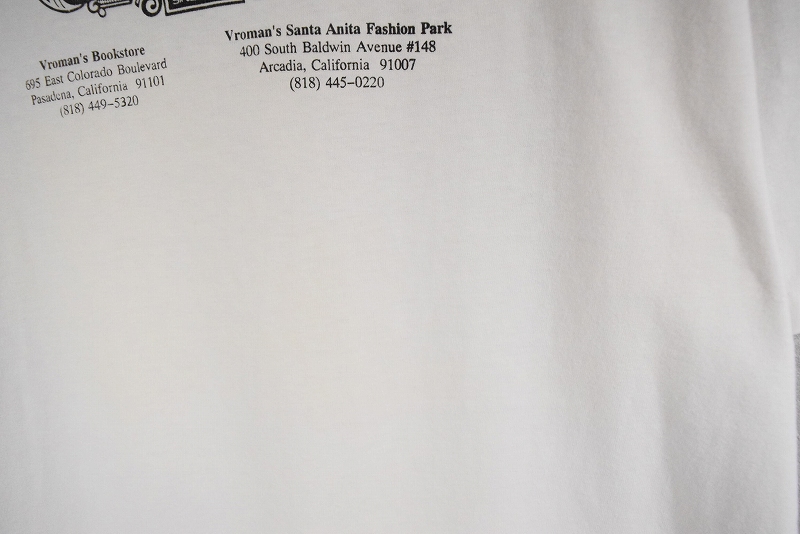 Vroman's Bookstore
695 East Colorado Boulevard
Pasadena, California 91101
(818) 449-5320
Vroman's Santa Anita Fashion Park
400 South Baldwin Avenue #148
Arcadia, California 91007
(818) 445-0220